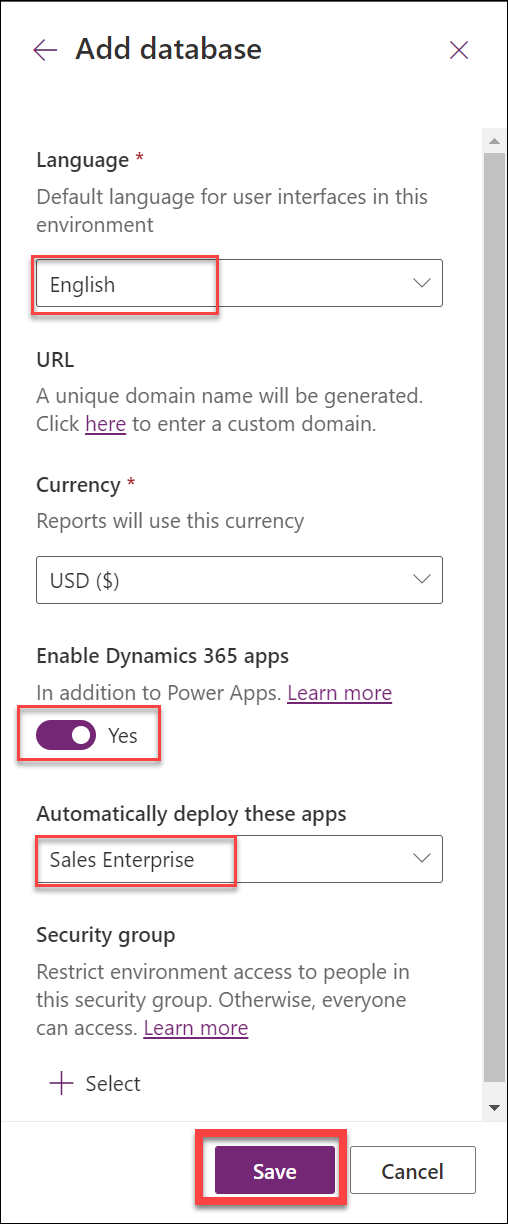 Add database
Language *
Default language for user interfaces in this
environment
English
URL
A unique domain name will be generated.
Click here to enter a custom domain.
Currency *
Reports will use this currency
USD ($)
Enable Dynamics 365 apps
In addition to Power Apps. Learn more
Yes
Automatically deploy these apps
Sales Enterprise
Security group
Restrict environment access to people in
this security group. Otherwise, everyone
can access. Learn more
Select
Save Cancel